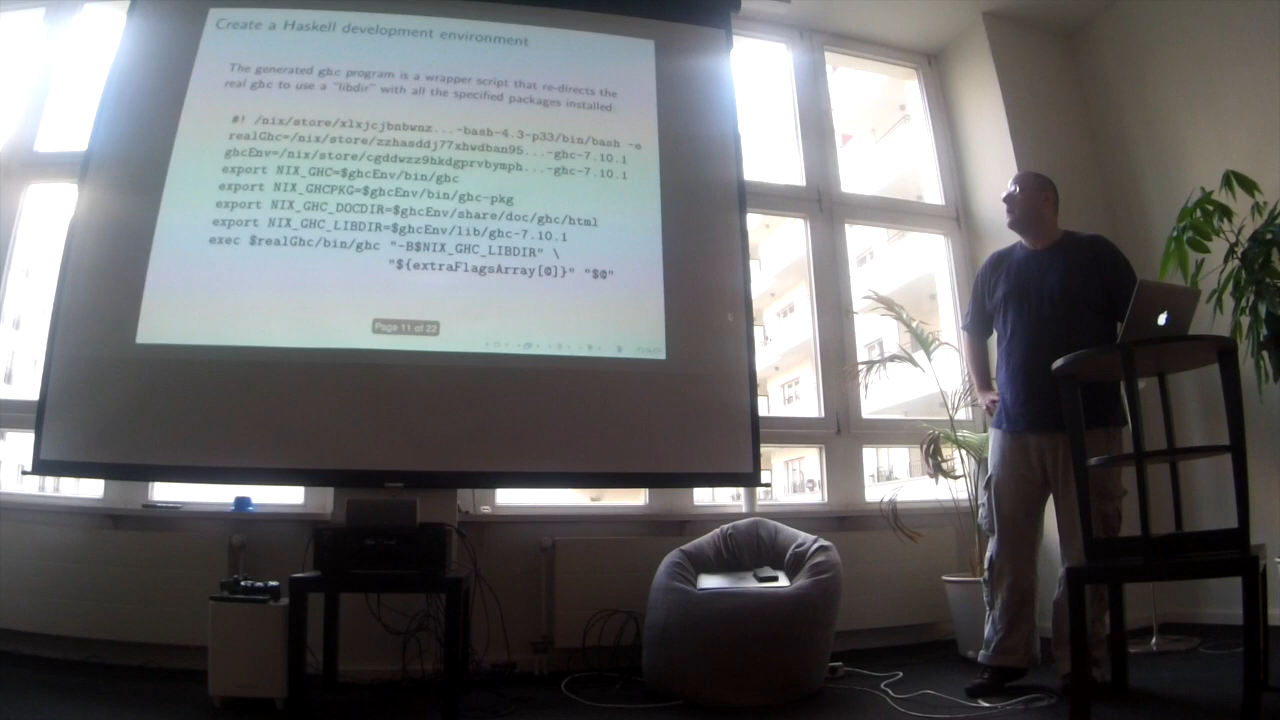 Create a Haskell development environment
The generated ghc program is a wrapper script that re-directs the
real ghc to use a "libdir" with all the specified packages installed:
#! /nix/store/xlxjcjbnbwnz...-bash-4.3-p33/bin/bash -e
realGhc=/nix/store/zzhasddj77xhwdban95...-ghc-7.10.1
ghcEnv=/nix/store/cgddwzz9hkdgprvbymph...-ghc-7.10.1
export NIX_GHC=$ghcEnv/bin/ghc
export NIX_GHCPKG=$ghcEnv/bin/ghc-pkg
export NIX_GHC_DOCDIR=$ghcEnv/share/doc/ghc/html
export NIX_GHC_LIBDIR=$ghcEnv/lib/ghc-7.10.1
exec $realGhc/bin/ghc "-B$NIX_GHC_LIBDIR" \
"${extraFlagsArray[@]}" "$@"
Page 11 of 22